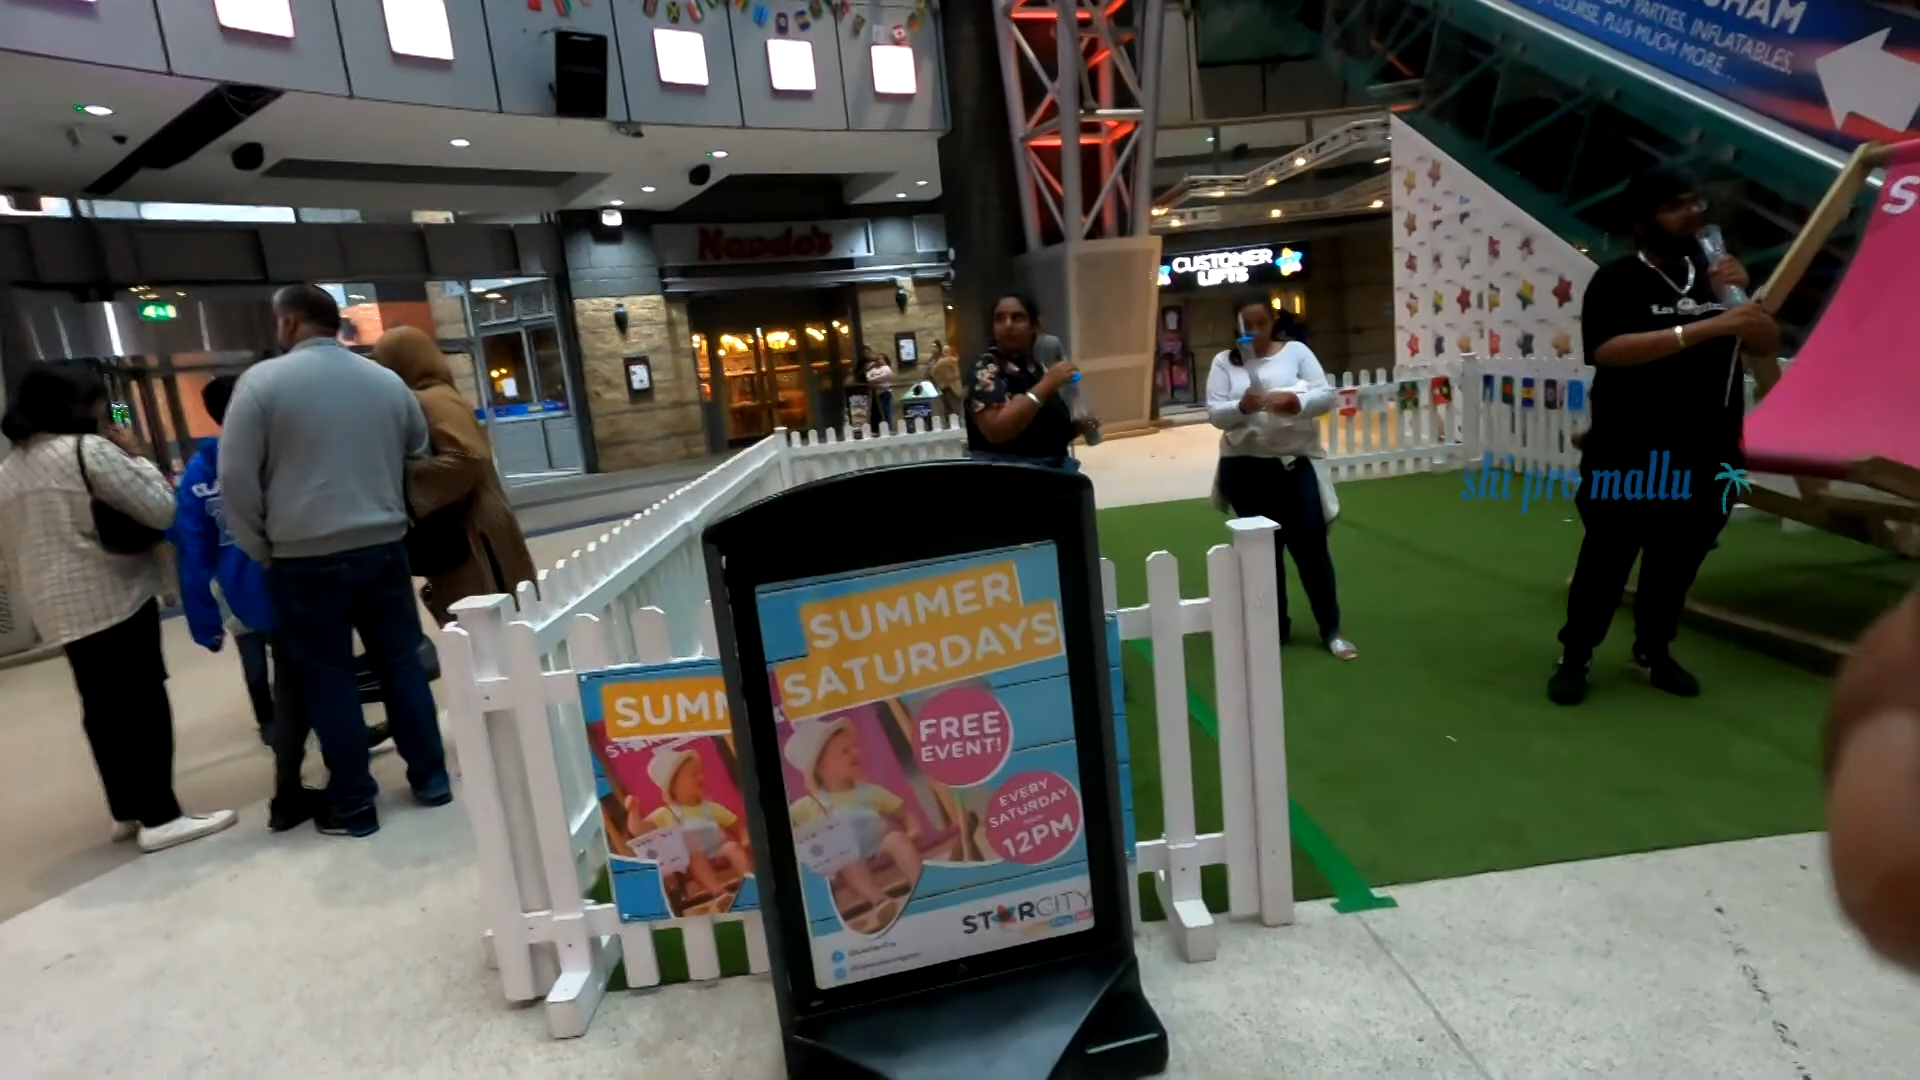 HAM
PARTIES, INFLATABLES,
COURSE PLUS MUCH MORE...
Nando's
CUSTOMER
LIFTS
S
shi pro mallu
SUMMER
SATURDAYS
FREE
EVENT!
EVERY
SATURDAY
12PM
STARCITY
SUMM